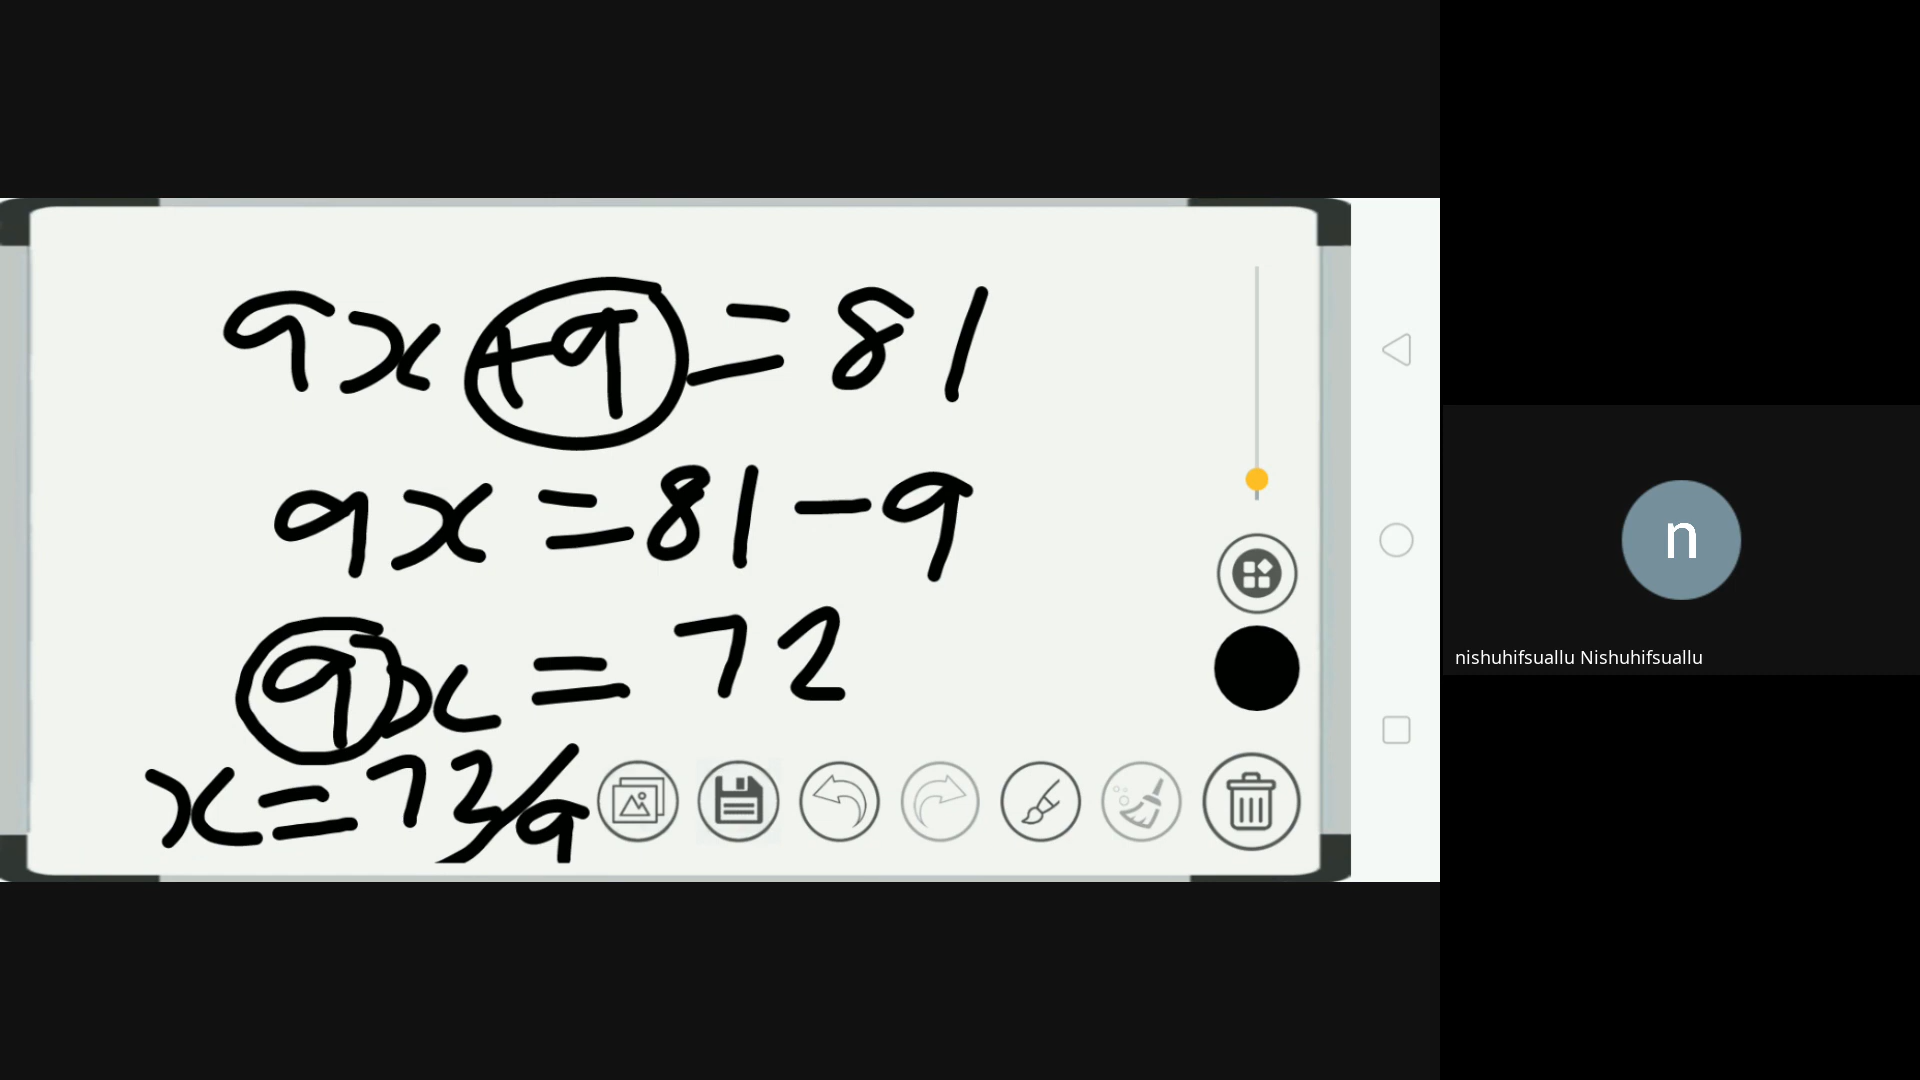 9x+9=81
9x=81-9
9x=72
x=72/9
n
nishuhifsuallu Nishuhifsuallu